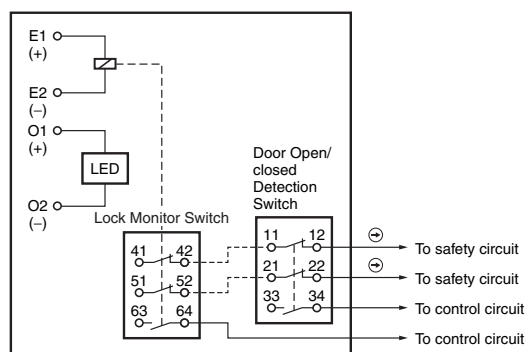 E1
(+)
E2
(–)
O1
(+)
LED
O2
(–)
Door Open/
closed
Detection
Switch
Lock Monitor Switch
11 12
21 22
33 34
41 42
51 52
63 64
To safety circuit
To safety circuit
To control circuit
To control circuit